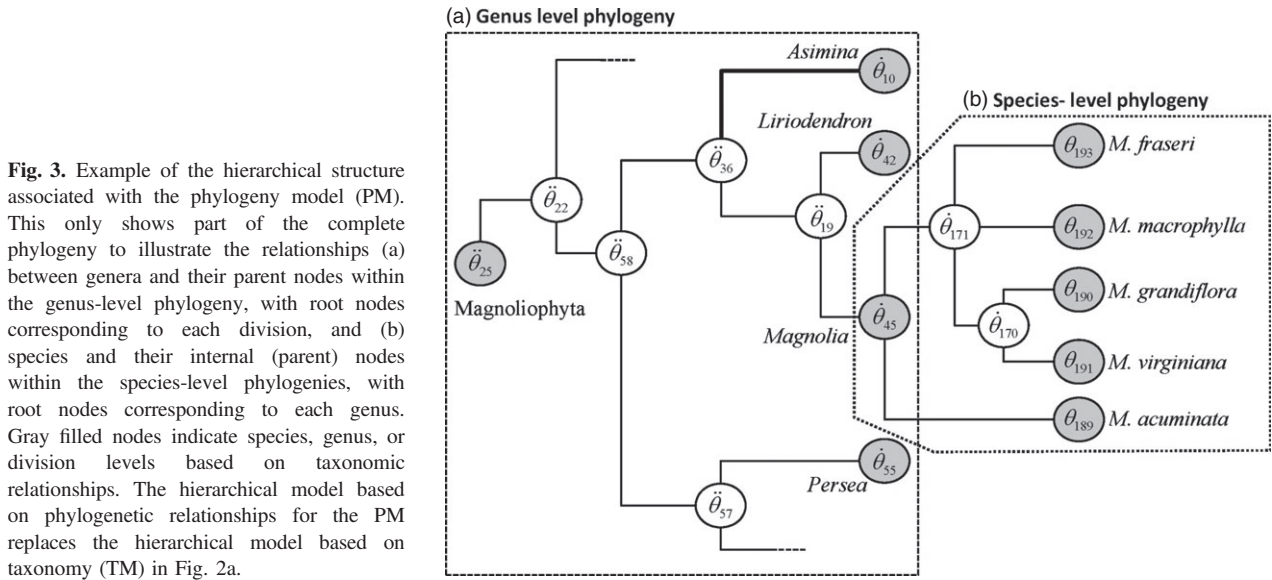 Fig. 3. Example of the hierarchical structure
associated with the phylogeny model (PM).
This only shows part of the complete
phylogeny to illustrate the relationships (a)
between genera and their parent nodes within
the genus-level phylogeny, with root nodes
corresponding to each division, and (b)
species and their internal (parent) nodes
within the species-level phylogenies, with
root nodes corresponding to each genus.
Gray filled nodes indicate species, genus, or
division levels based on taxonomic
relationships. The hierarchical model based
on phylogenetic relationships for the PM
replaces the hierarchical model based on
taxonomy (TM) in Fig. 2a.
(a) Genus level phylogeny
Asimina
θ̇10
Liriodendron
θ̇42
θ̈36
θ̈22
θ̈19
θ̈58
θ̈25
Magnoliophyta
Magnolia
θ̇45
Persea
θ̇55
θ̈57
(b) Species- level phylogeny
θ193 M. fraseri
θ̇171
θ192 M. macrophylla
θ190 M. grandiflora
θ̇170
θ191 M. virginiana
θ189 M. acuminata